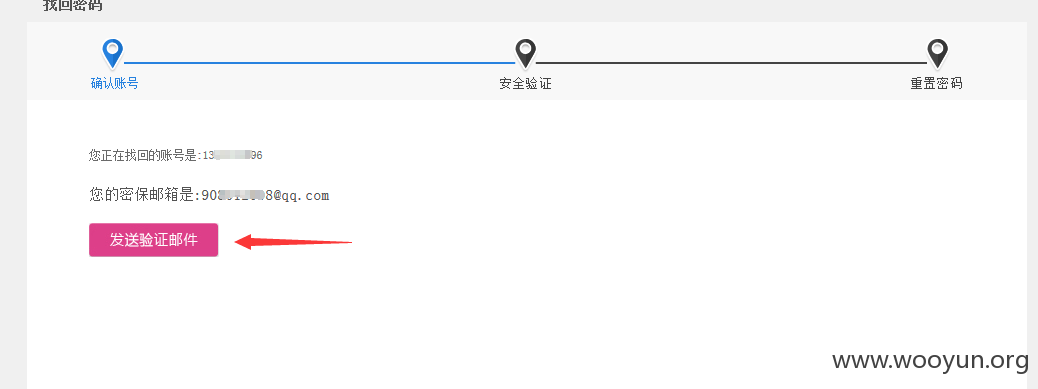 找回密码
确认账号 安全验证 重置密码
您正在找回的账号是:13 96
您的密保邮箱是:90 8@qq.com
发送验证邮件
www.wooyun.org